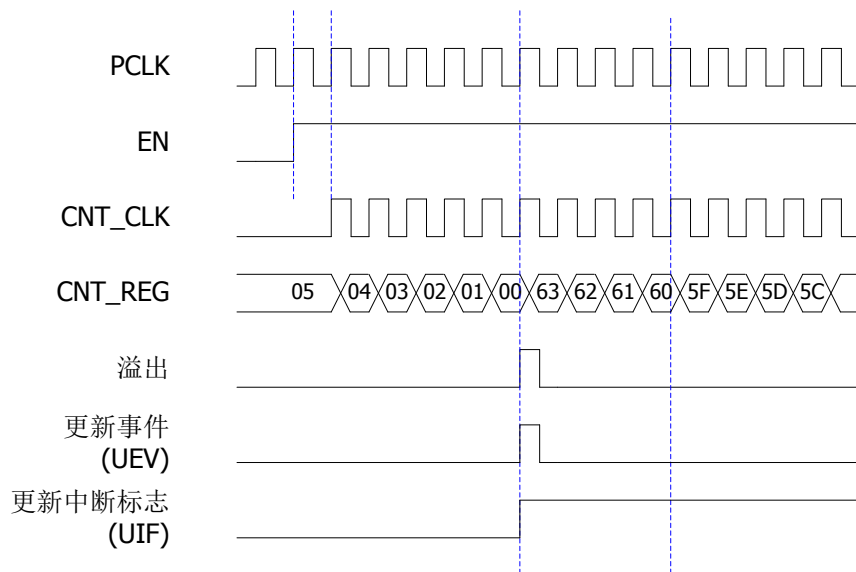 PCLK
EN
CNT_CLK
CNT_REG
05 04 03 02 01 00 63 62 61 60 5F 5E 5D 5C
溢出
更新事件
(UEV)
更新中断标志
(UIF)